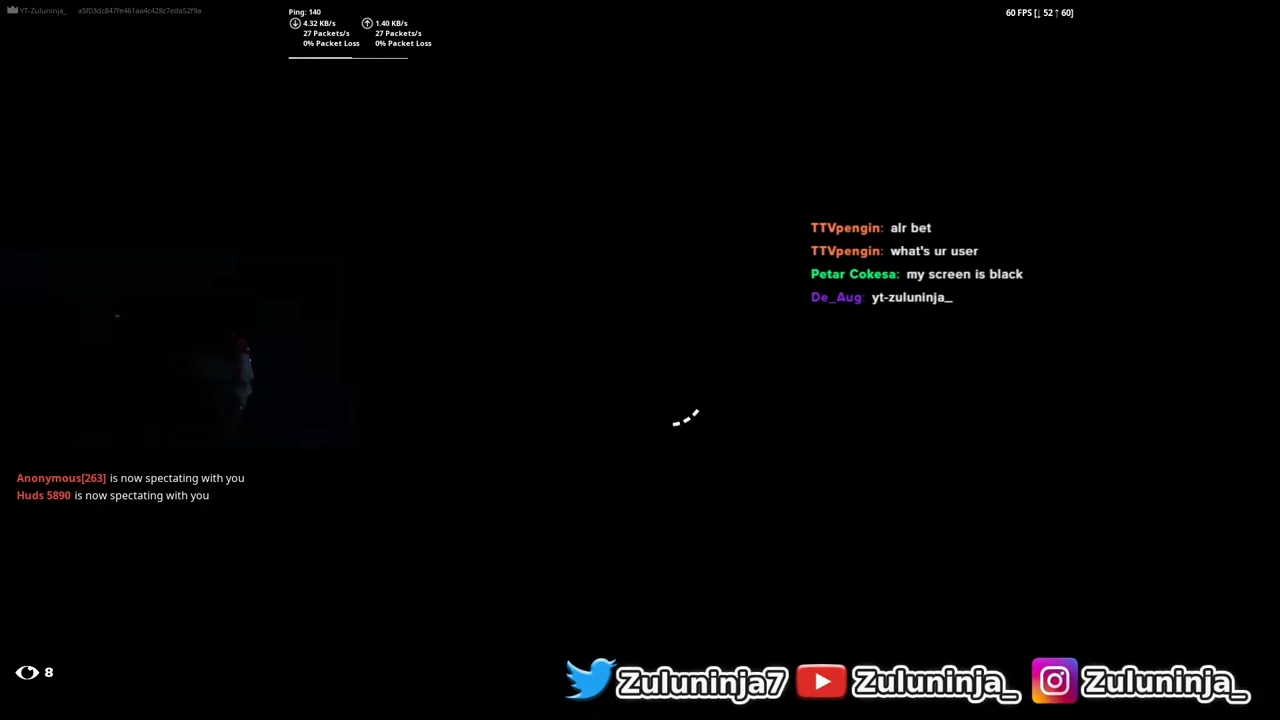 YT-Zuluninja_ a5f03dc847fe461aa4c428c7eda52f9a
Ping: 140
4.32 KB/s 1.40 KB/s
27 Packets/s 27 Packets/s
0% Packet Loss 0% Packet Loss
60 FPS [↓ 52 ↑ 60]
TTVpengin: alr bet
TTVpengin: what's ur user
Petar Cokesa: my screen is black
De_Aug: yt-zuluninja_
Anonymous[263] is now spectating with you
Huds 5890 is now spectating with you
8
Zuluninja7 Zuluninja_ Zuluninja_